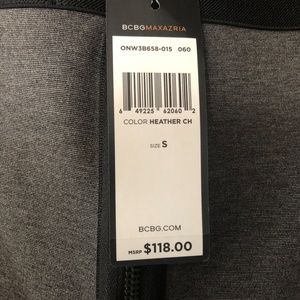 BCBGMAXAZRIA
ONW3B658-015 060
6 49225 62060 2
COLOR HEATHER CH
SIZE S
BCBG.COM
MSRP $118.00